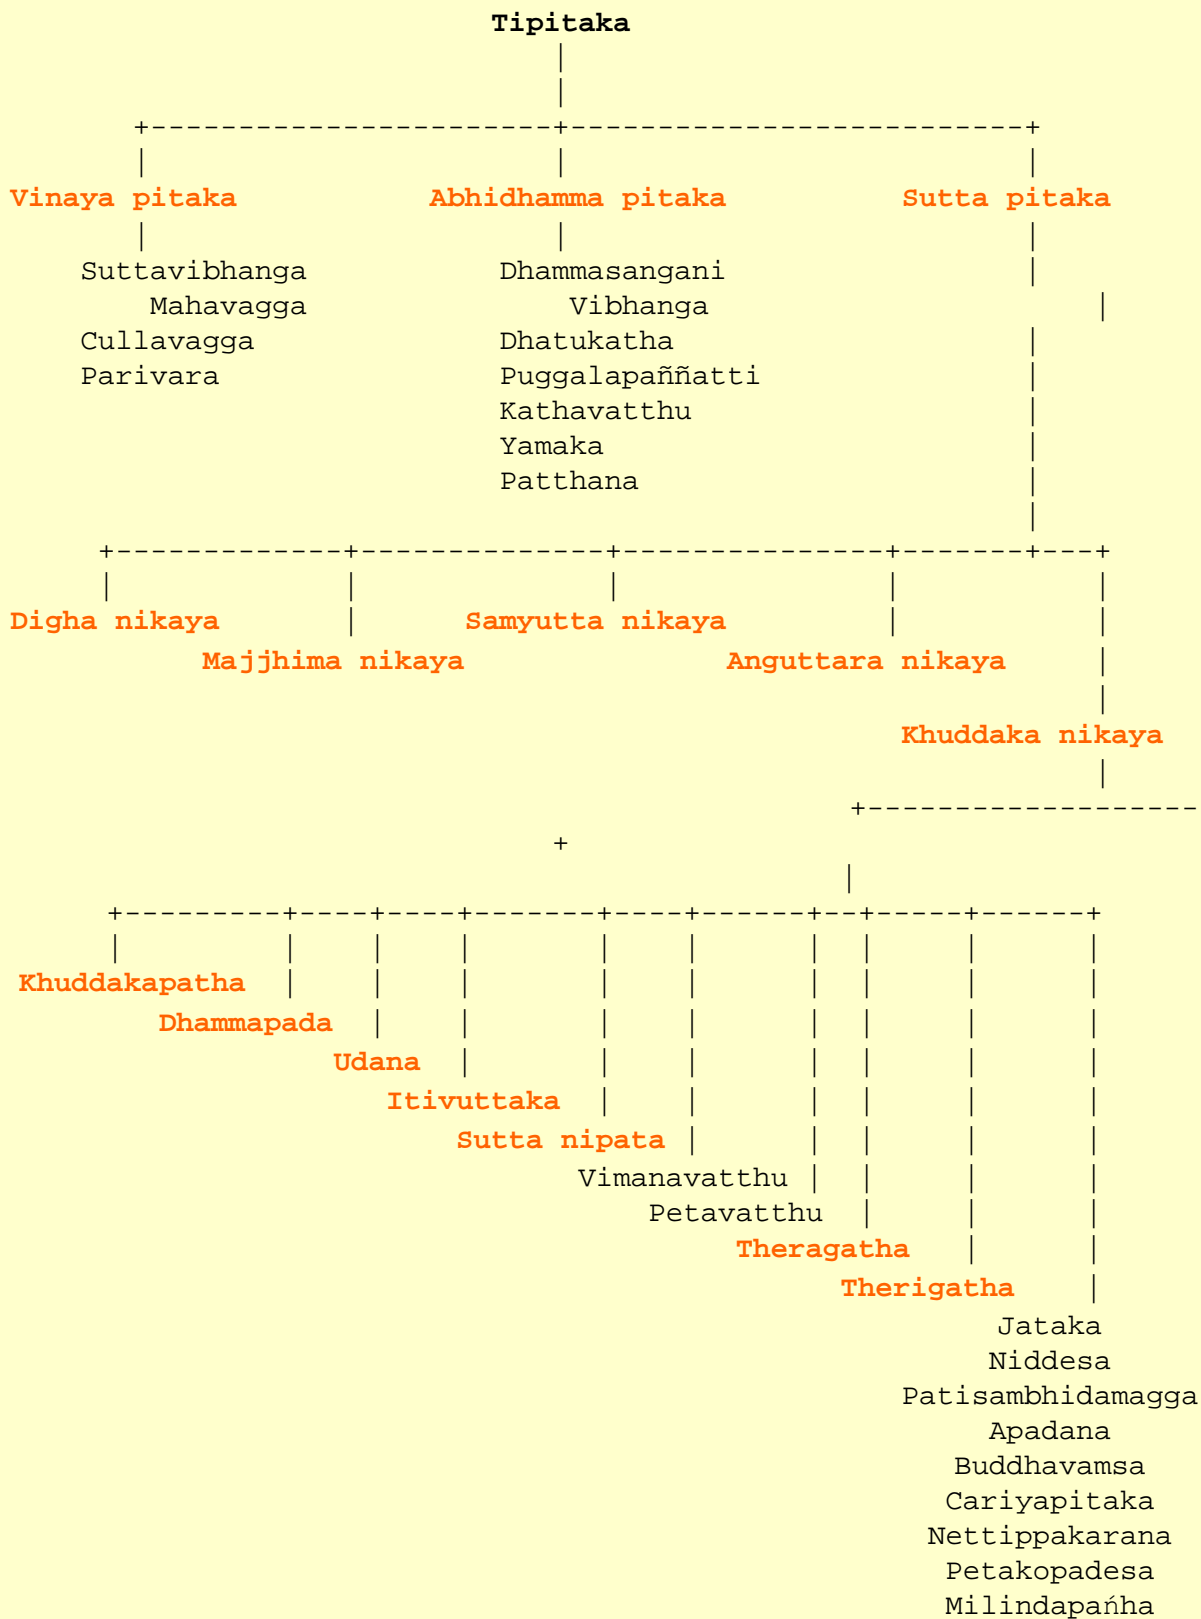 Tipitaka
Vinaya pitaka Abhidhamma pitaka Sutta pitaka
Suttavibhanga Dhammasangani
Mahavagga Vibhanga
Cullavagga Dhatukatha
Parivara Puggalapaññatti
Kathavatthu
Yamaka
Patthana
Digha nikaya Samyutta nikaya
Majjhima nikaya Anguttara nikaya
Khuddaka nikaya
Khuddakapatha
Dhammapada
Udana
Itivuttaka
Sutta nipata
Vimanavatthu
Petavatthu
Theragatha
Therigatha
Jataka
Niddesa
Patisambhidamagga
Apadana
Buddhavamsa
Cariyapitaka
Nettippakarana
Petakopadesa
Milindapańha